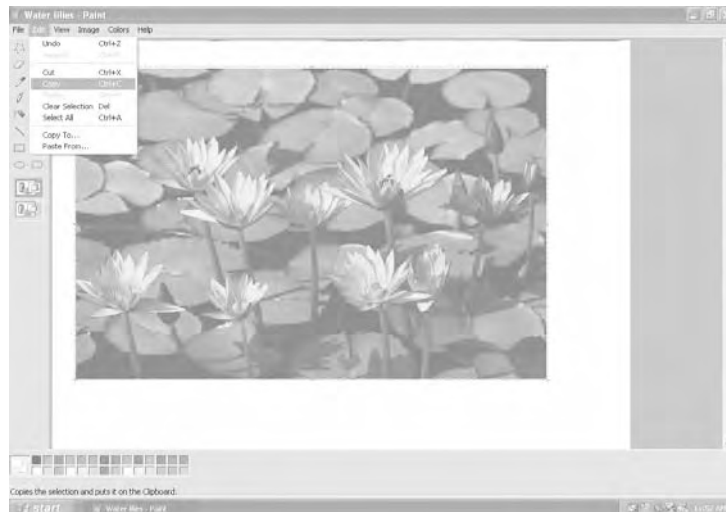 Water lilies - Paint
File Edit View Image Colors Help
Undo Ctrl+Z
Cut Ctrl+X
Copy Ctrl+C
Clear Selection Del
Select All Ctrl+A
Copy To...
Paste From...
Copies the selection and puts it on the Clipboard.
start Water lilies - Paint